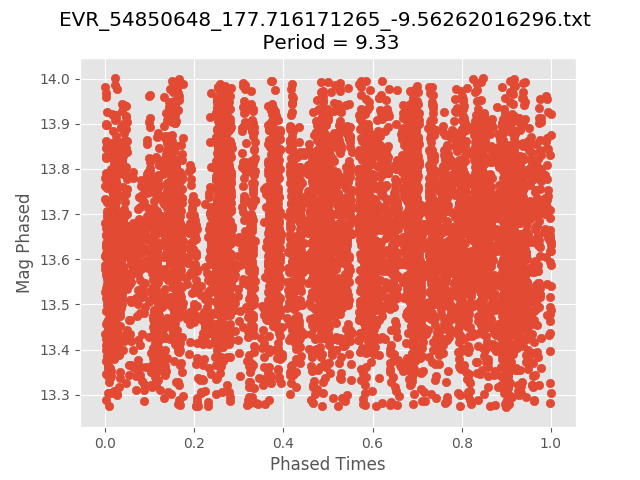 EVR_54850648_177.716171265_-9.56262016296.txt
Period = 9.33
14.0
13.9
13.8
13.7
13.6
13.5
13.4
13.3
Mag Phased
0.0 0.2 0.4 0.6 0.8 1.0
Phased Times